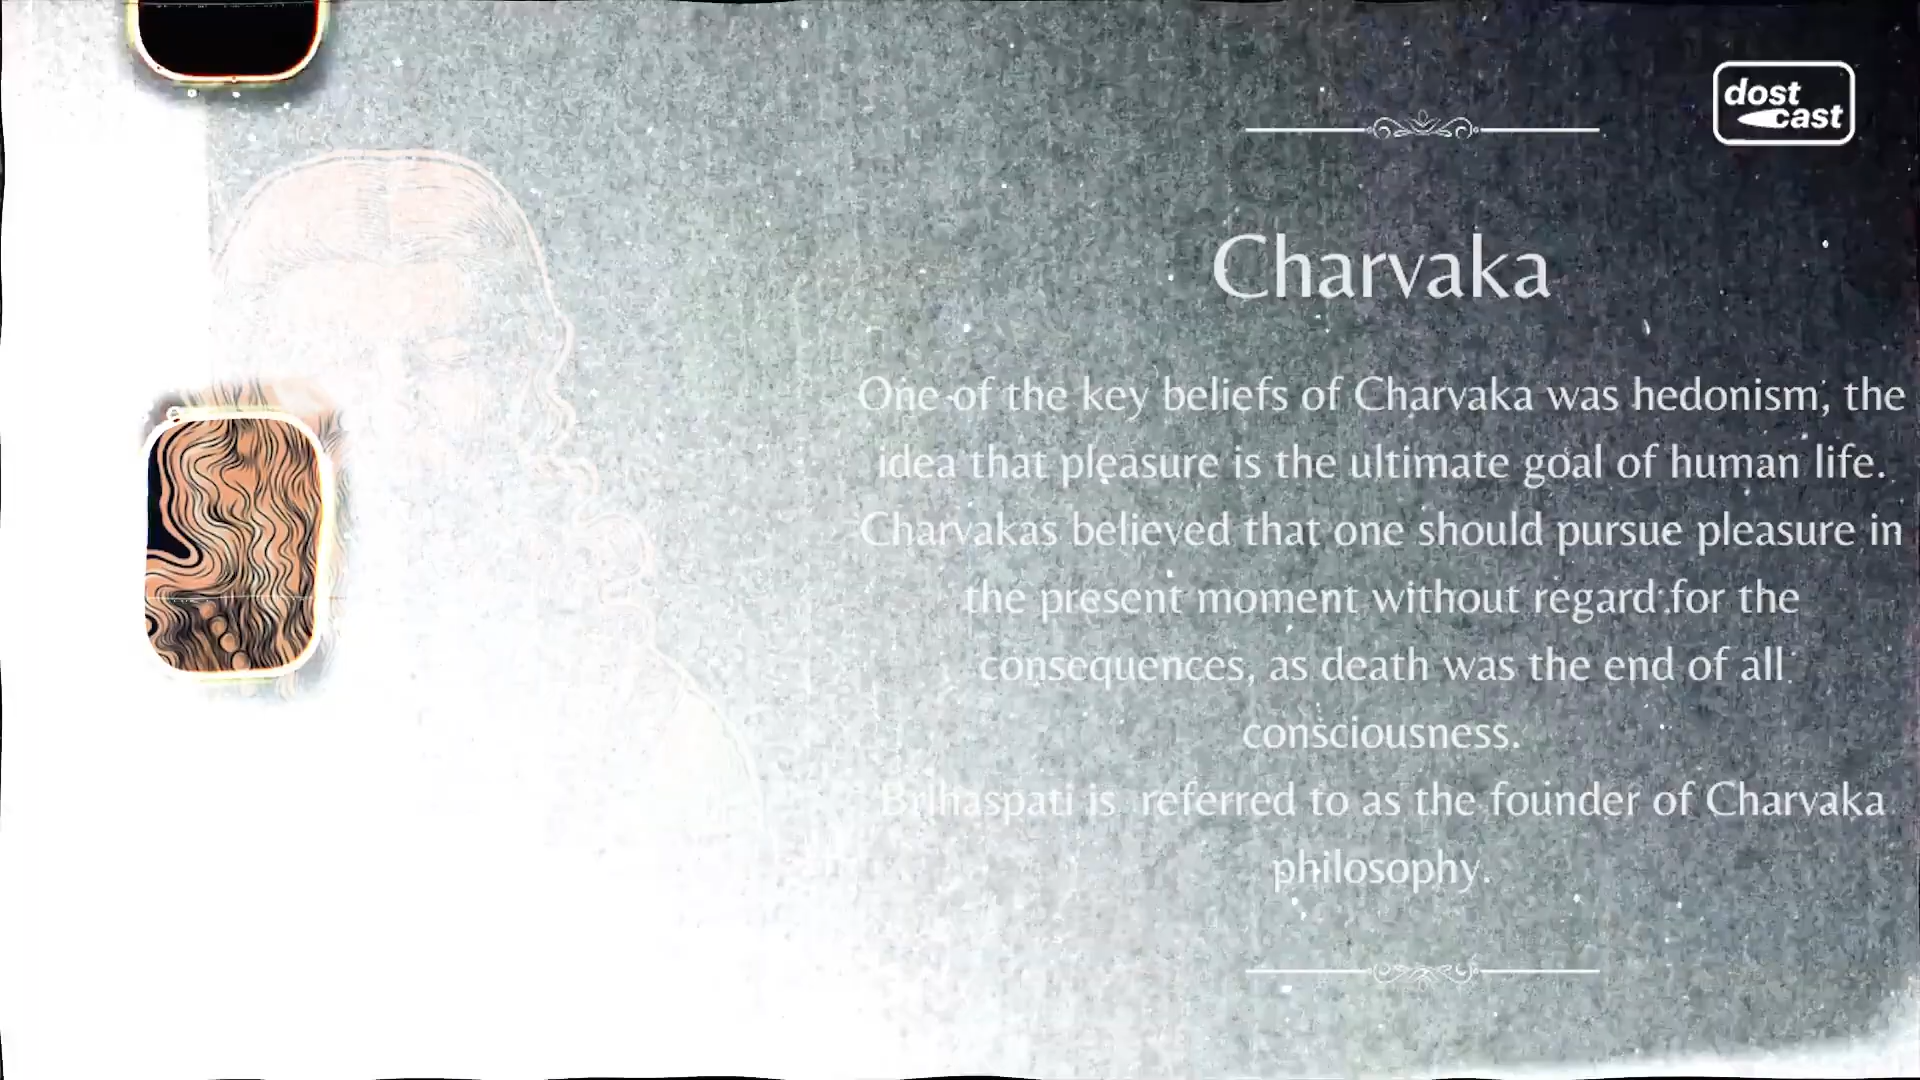 dost
cast
Charvaka
One of the key beliefs of Charvaka was hedonism, the
idea that pleasure is the ultimate goal of human life.
Charvakas believed that one should pursue pleasure in
the present moment without regard for the
consequences, as death was the end of all
consciousness.
Brihaspati is referred to as the founder of Charvaka
philosophy.